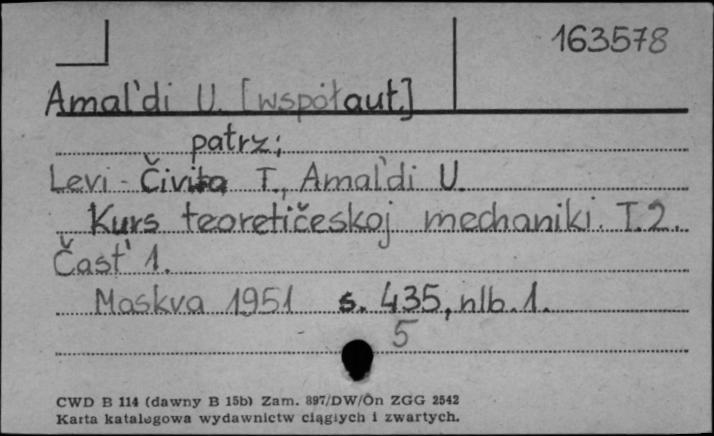 163578
Amal'di U. [współaut.]
patrz:
Levi-Čivita T., Amal'di U.
Kurs teoretičeskoj mechaniki. T.2.
Čast' 1.
Moskva 1951 s. 435, nlb. 1.
5
CWD B 114 (dawny B 15b) Zam. 897/DW/On ZGG 2542
Karta katalogowa wydawnictw ciągłych i zwartych.